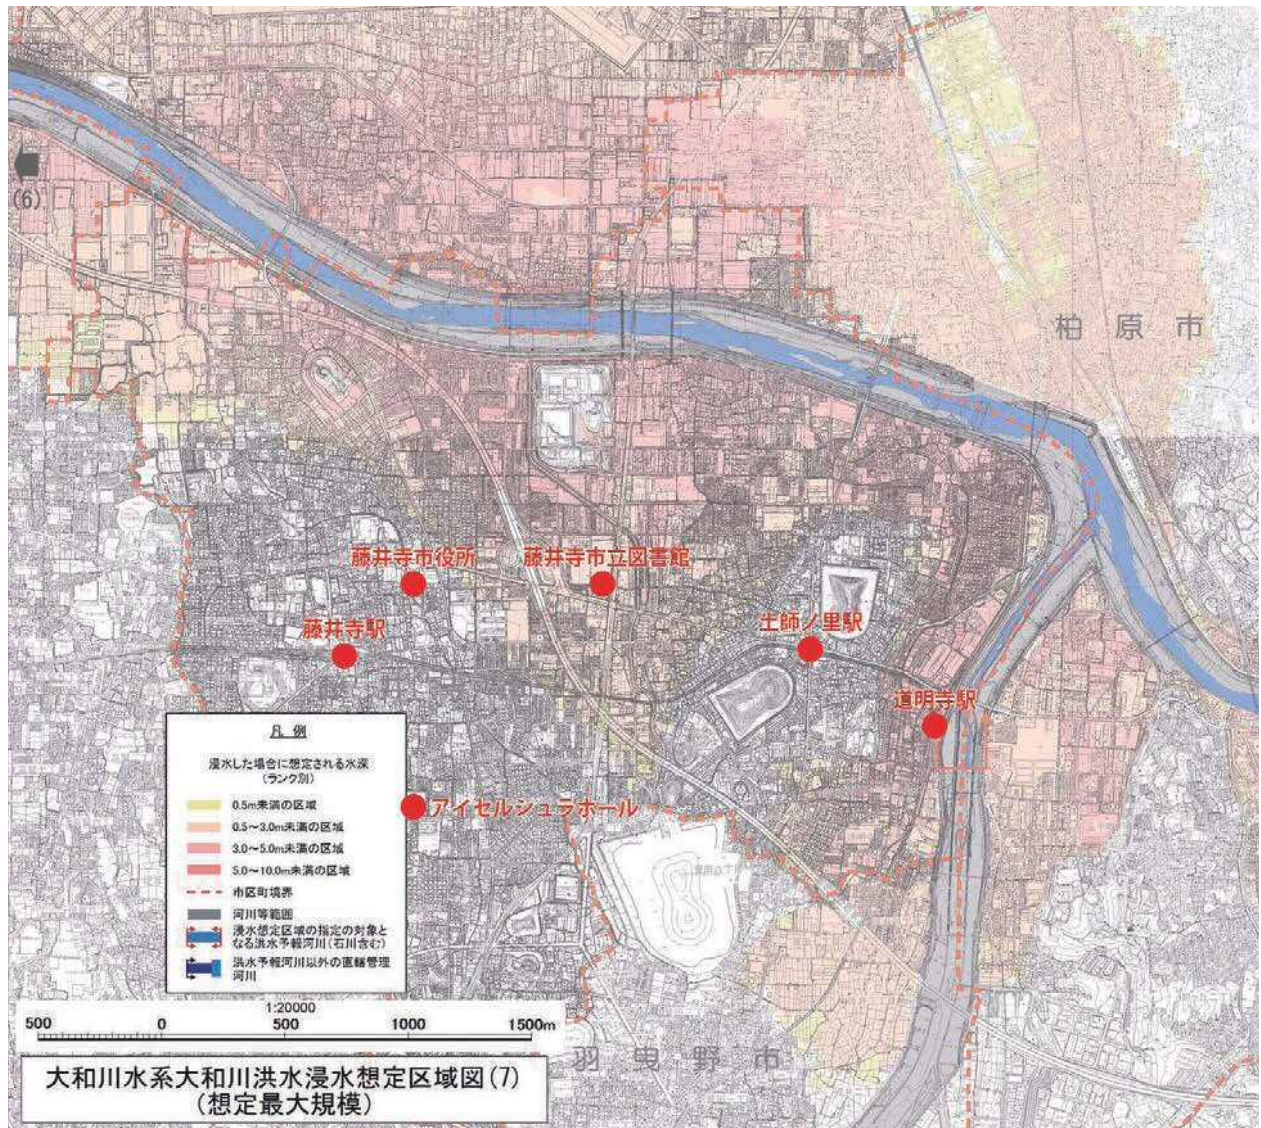 (6)
柏原市
藤井寺市役所
藤井寺市立図書館
藤井寺駅
土師ノ里駅
道明寺駅
アイセルシュラホール
凡例
浸水した場合に想定される水深
(ランク別)
0.5m未満の区域
0.5～3.0m未満の区域
3.0～5.0m未満の区域
5.0～10.0m未満の区域
市区町境界
河川等範囲
浸水想定区域の指定の対象と
なる洪水予報河川(石川含む)
洪水予報河川以外の直轄管理
河川
1:20000
500 0 500 1000 1500m
羽曳野市
大和川水系大和川洪水浸水想定区域図(7)
(想定最大規模)